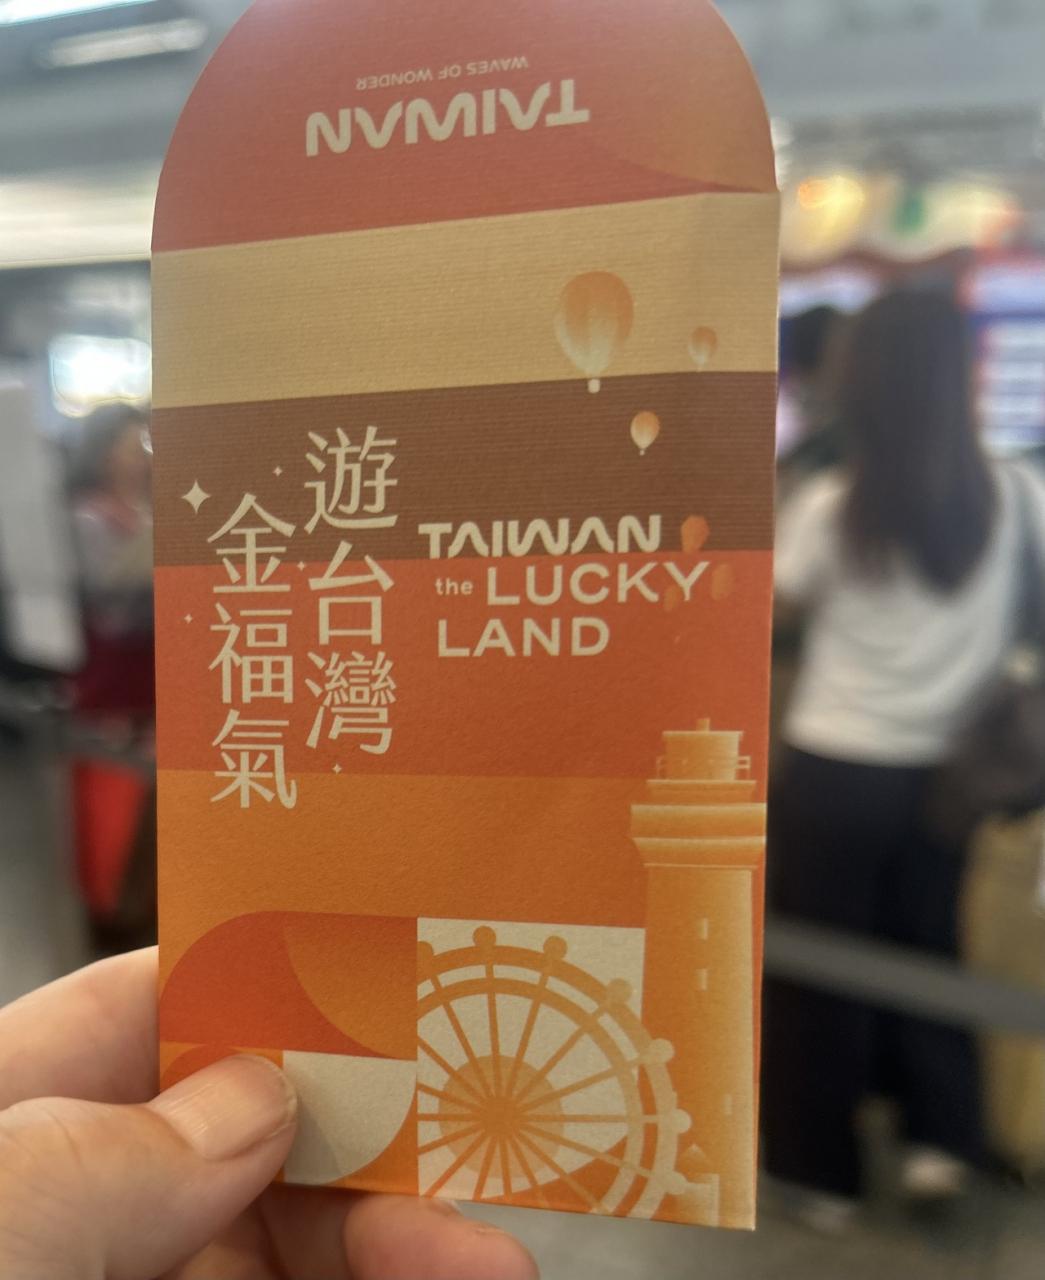 TAIWAN
WAVES OF WONDER
遊台灣
金福氣
TAIWAN
the LUCKY
LAND